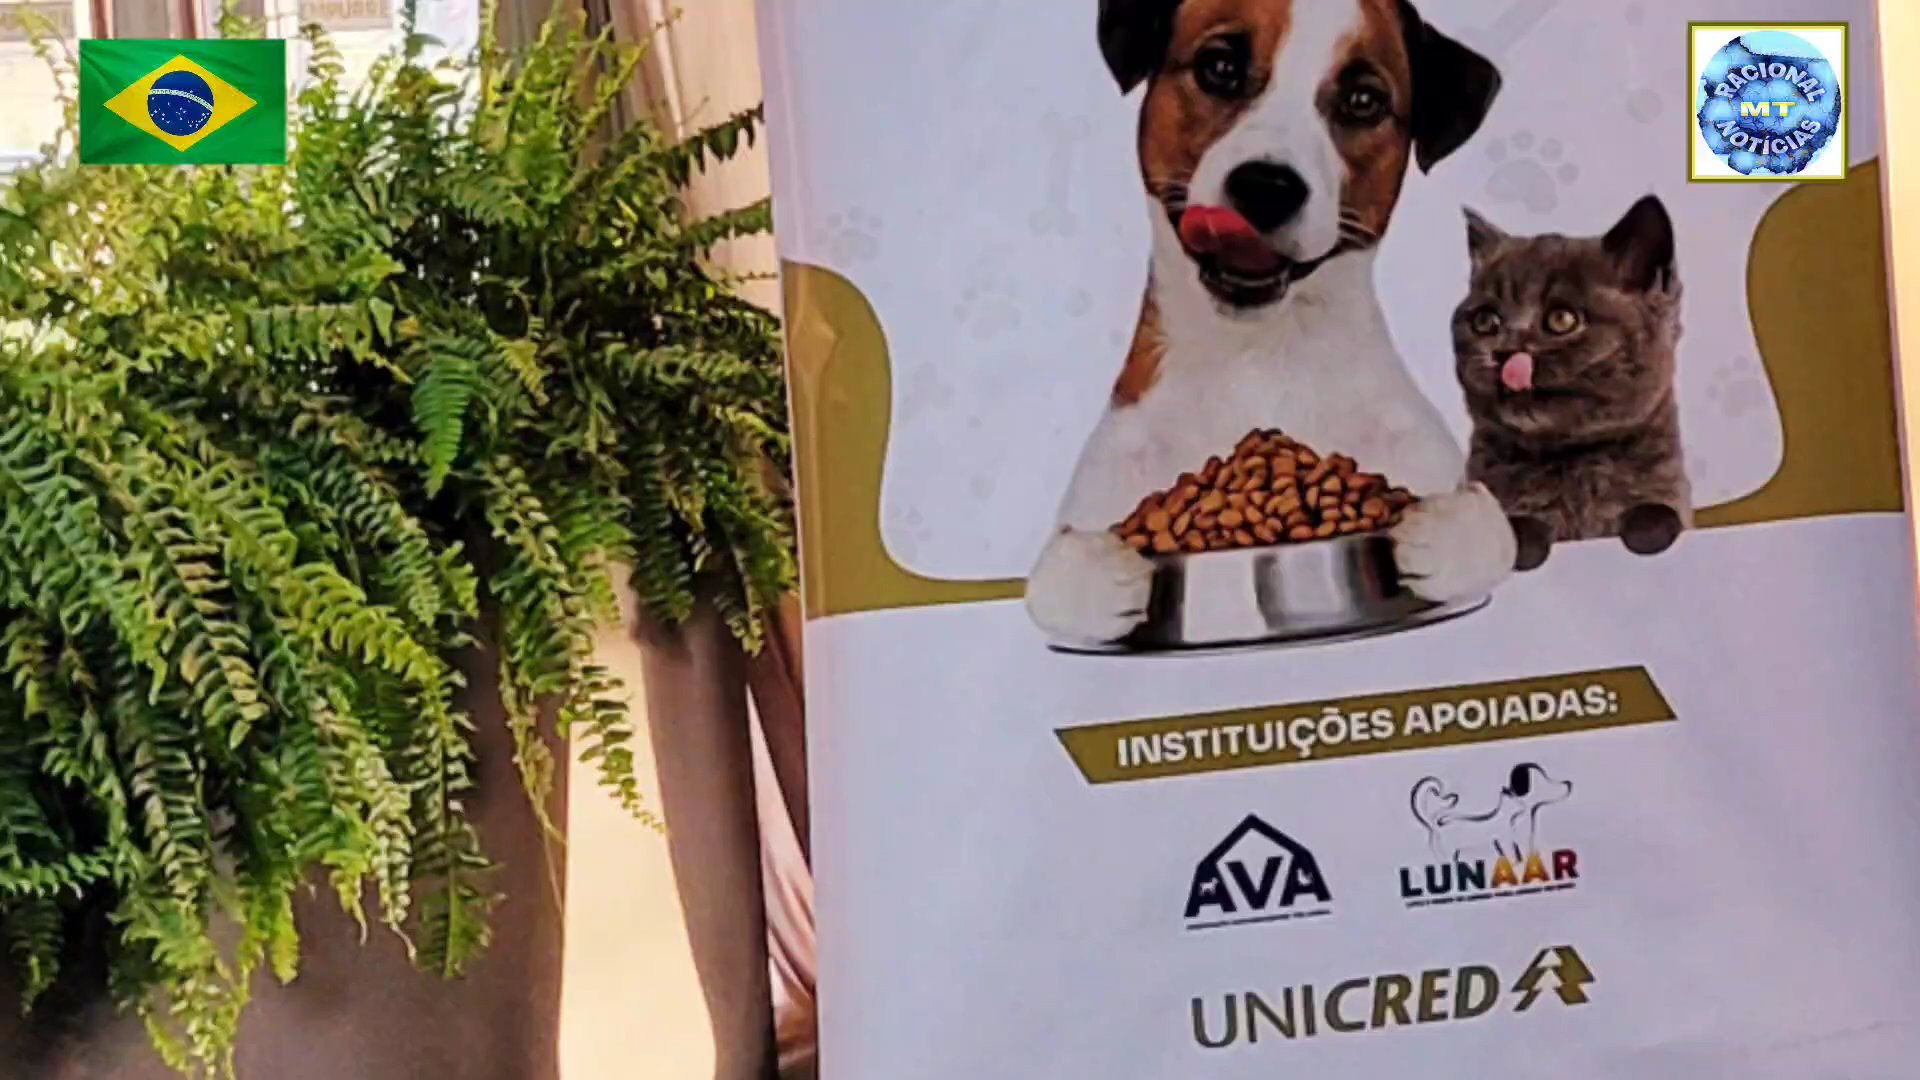 RACIONAL
MT
NOTÍCIAS
INSTITUIÇÕES APOIADAS:
AVA
LUNAAR
UNICRED